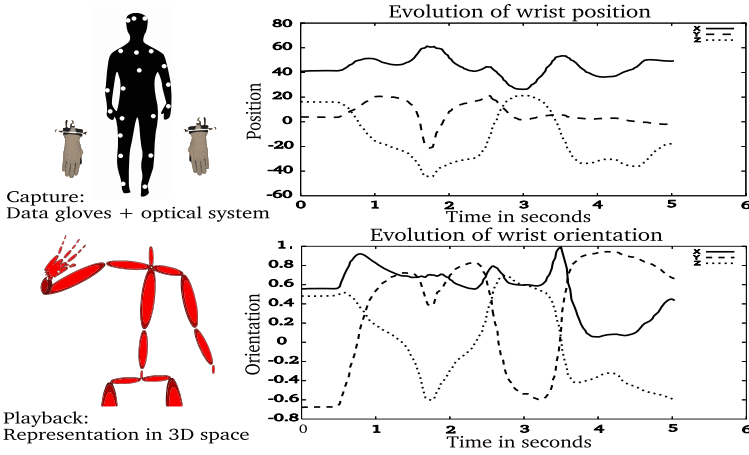 Evolution of wrist position
X
Y
Z
80
60
40
20
0
-20
-40
-60
Position
0 1 2 3 4 5 6
Time in seconds
Capture:
Data gloves + optical system
Evolution of wrist orientation
X
Y
Z
1.
0.8
0.6
0.4
0.2
0
-0.2
-0.4
-0.6
-0.8
Orientation
0 1 2 3 4 5 6
Time in seconds
Playback:
Representation in 3D space